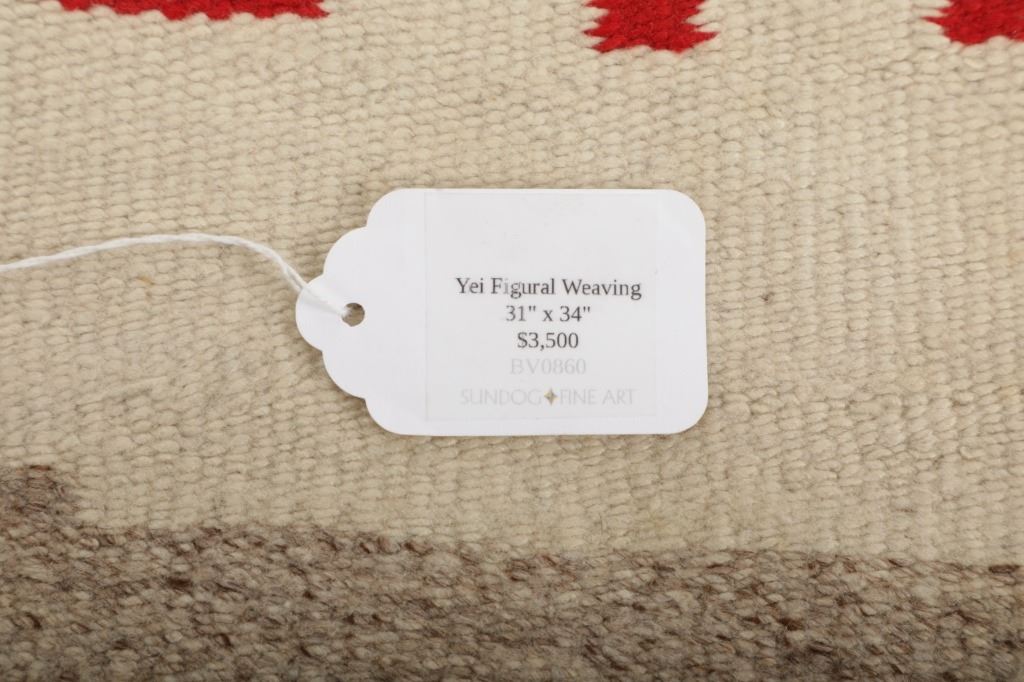 Yei Figural Weaving
31" x 34"
$3,500
BV0860
SUNDOG FINE ART